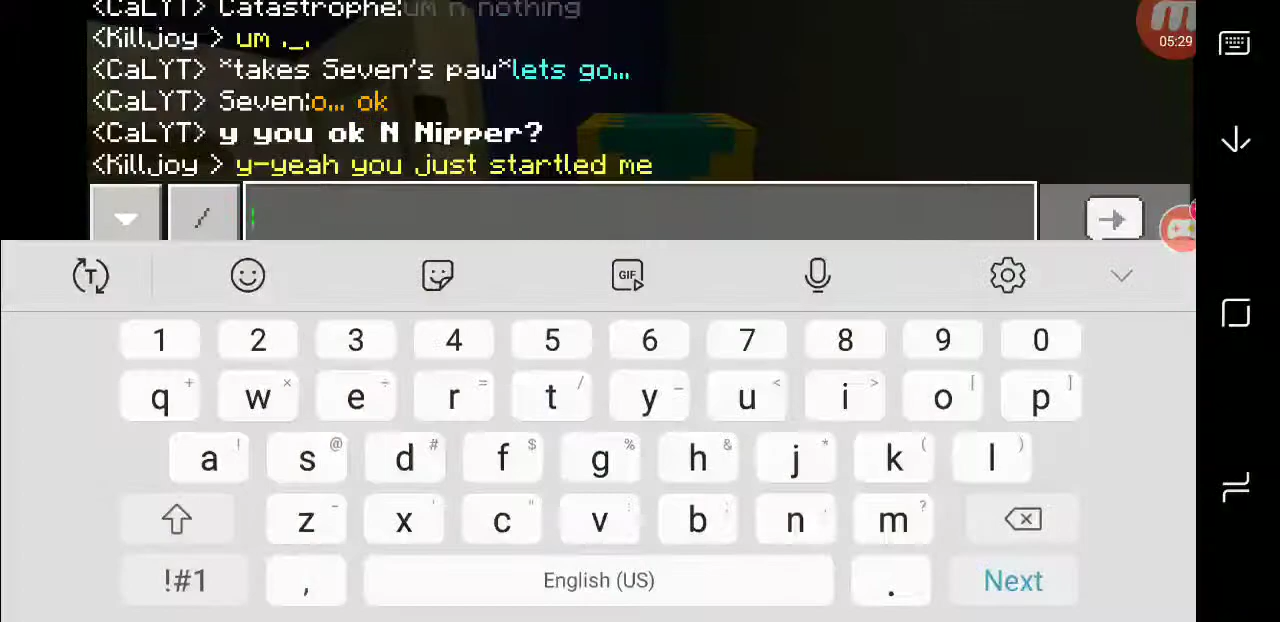 <CaLYT> Catastrophe:um n nothing
<Killjoy > um ._.
<CaLYT> *takes Seven's paw*lets go...
<CaLYT> Seven:o... ok
<CaLYT> y you ok N Nipper?
<Killjoy > y-yeah you just startled me
05:29
/
T GIF
1 2 3 4 5 6 7 8 9 0
q + w × e ÷ r = t / y _ u < i > o [ p ]
a ! s @ d # f $ g % h & j * k ( l )
z - x ' c " v : b ; n , m ?
!#1 , English (US) . Next